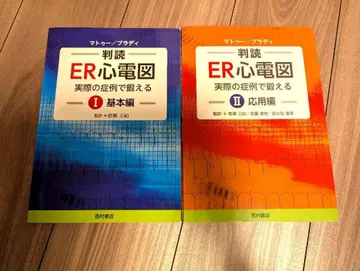 マトゥー/ブラディ
判読
ER心電図
実際の症例で鍛える
I 基本編
西村書店
マトゥー/ブラディ
判読
ER心電図
実際の症例で鍛える
II 応用編
西村書店